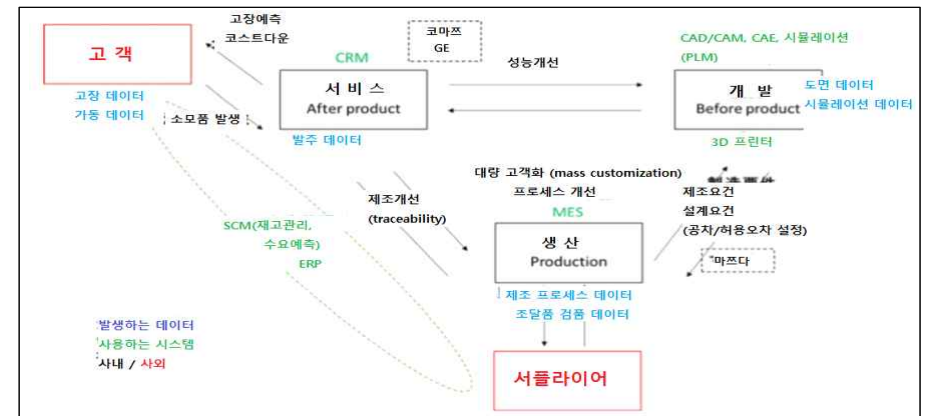 고장예측
코스트다운
고 객
고장 데이터
가동 데이터
소모품 발생
CRM
서 비 스
After product
발주 데이터
코마쯔
GE
성능개선
CAD/CAM, CAE, 시뮬레이션
(PLM)
개 발
Before product
도면 데이터
시뮬레이션 데이터
3D 프린터
대량 고객화 (mass customization)
프로세스 개선
MES
제조개선
(traceability)
제조요건
설계요건
(공차/허용오차 설정)
"마쯔다
SCM(재고관리,
수요예측)
ERP
생 산
Production
제조 프로세스 데이터
조달품 검품 데이터
발생하는 데이터
사용하는 시스템
사내 / 사외
서플라이어